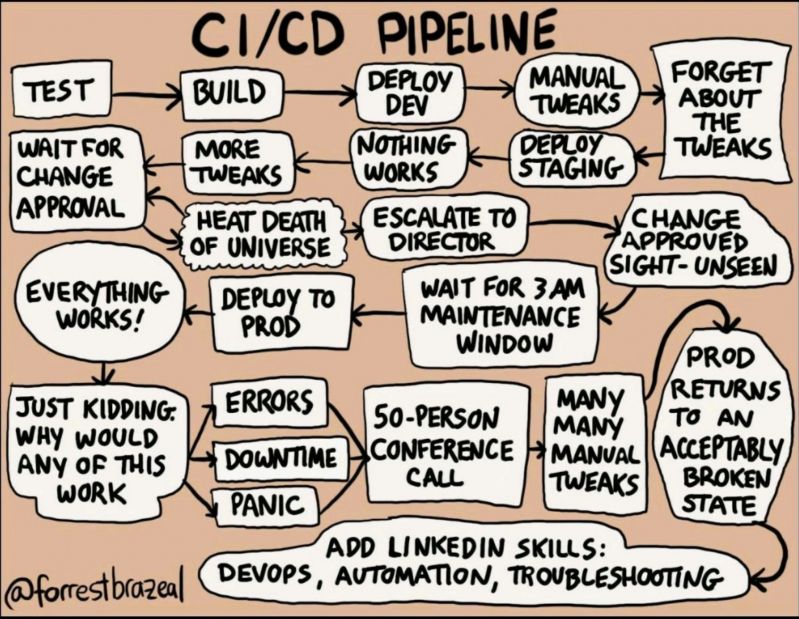 CI/CD PIPELINE
TEST
BUILD
DEPLOY
DEV
MANUAL
TWEAKS
FORGET
ABOUT
THE
TWEAKS
DEPLOY
STAGING
NOTHING
WORKS
MORE
TWEAKS
WAIT FOR
CHANGE
APPROVAL
HEAT DEATH
OF UNIVERSE
ESCALATE TO
DIRECTOR
CHANGE
APPROVED
SIGHT-UNSEEN
WAIT FOR 3 AM
MAINTENANCE
WINDOW
DEPLOY TO
PROD
EVERYTHING
WORKS!
JUST KIDDING.
WHY WOULD
ANY OF THIS
WORK
ERRORS
DOWNTIME
PANIC
50-PERSON
CONFERENCE
CALL
MANY
MANY
MANUAL
TWEAKS
PROD
RETURNS
TO AN
ACCEPTABLY
BROKEN
STATE
ADD LINKEDIN SKILLS:
DEVOPS, AUTOMATION, TROUBLESHOOTING
@forrestbrazeal